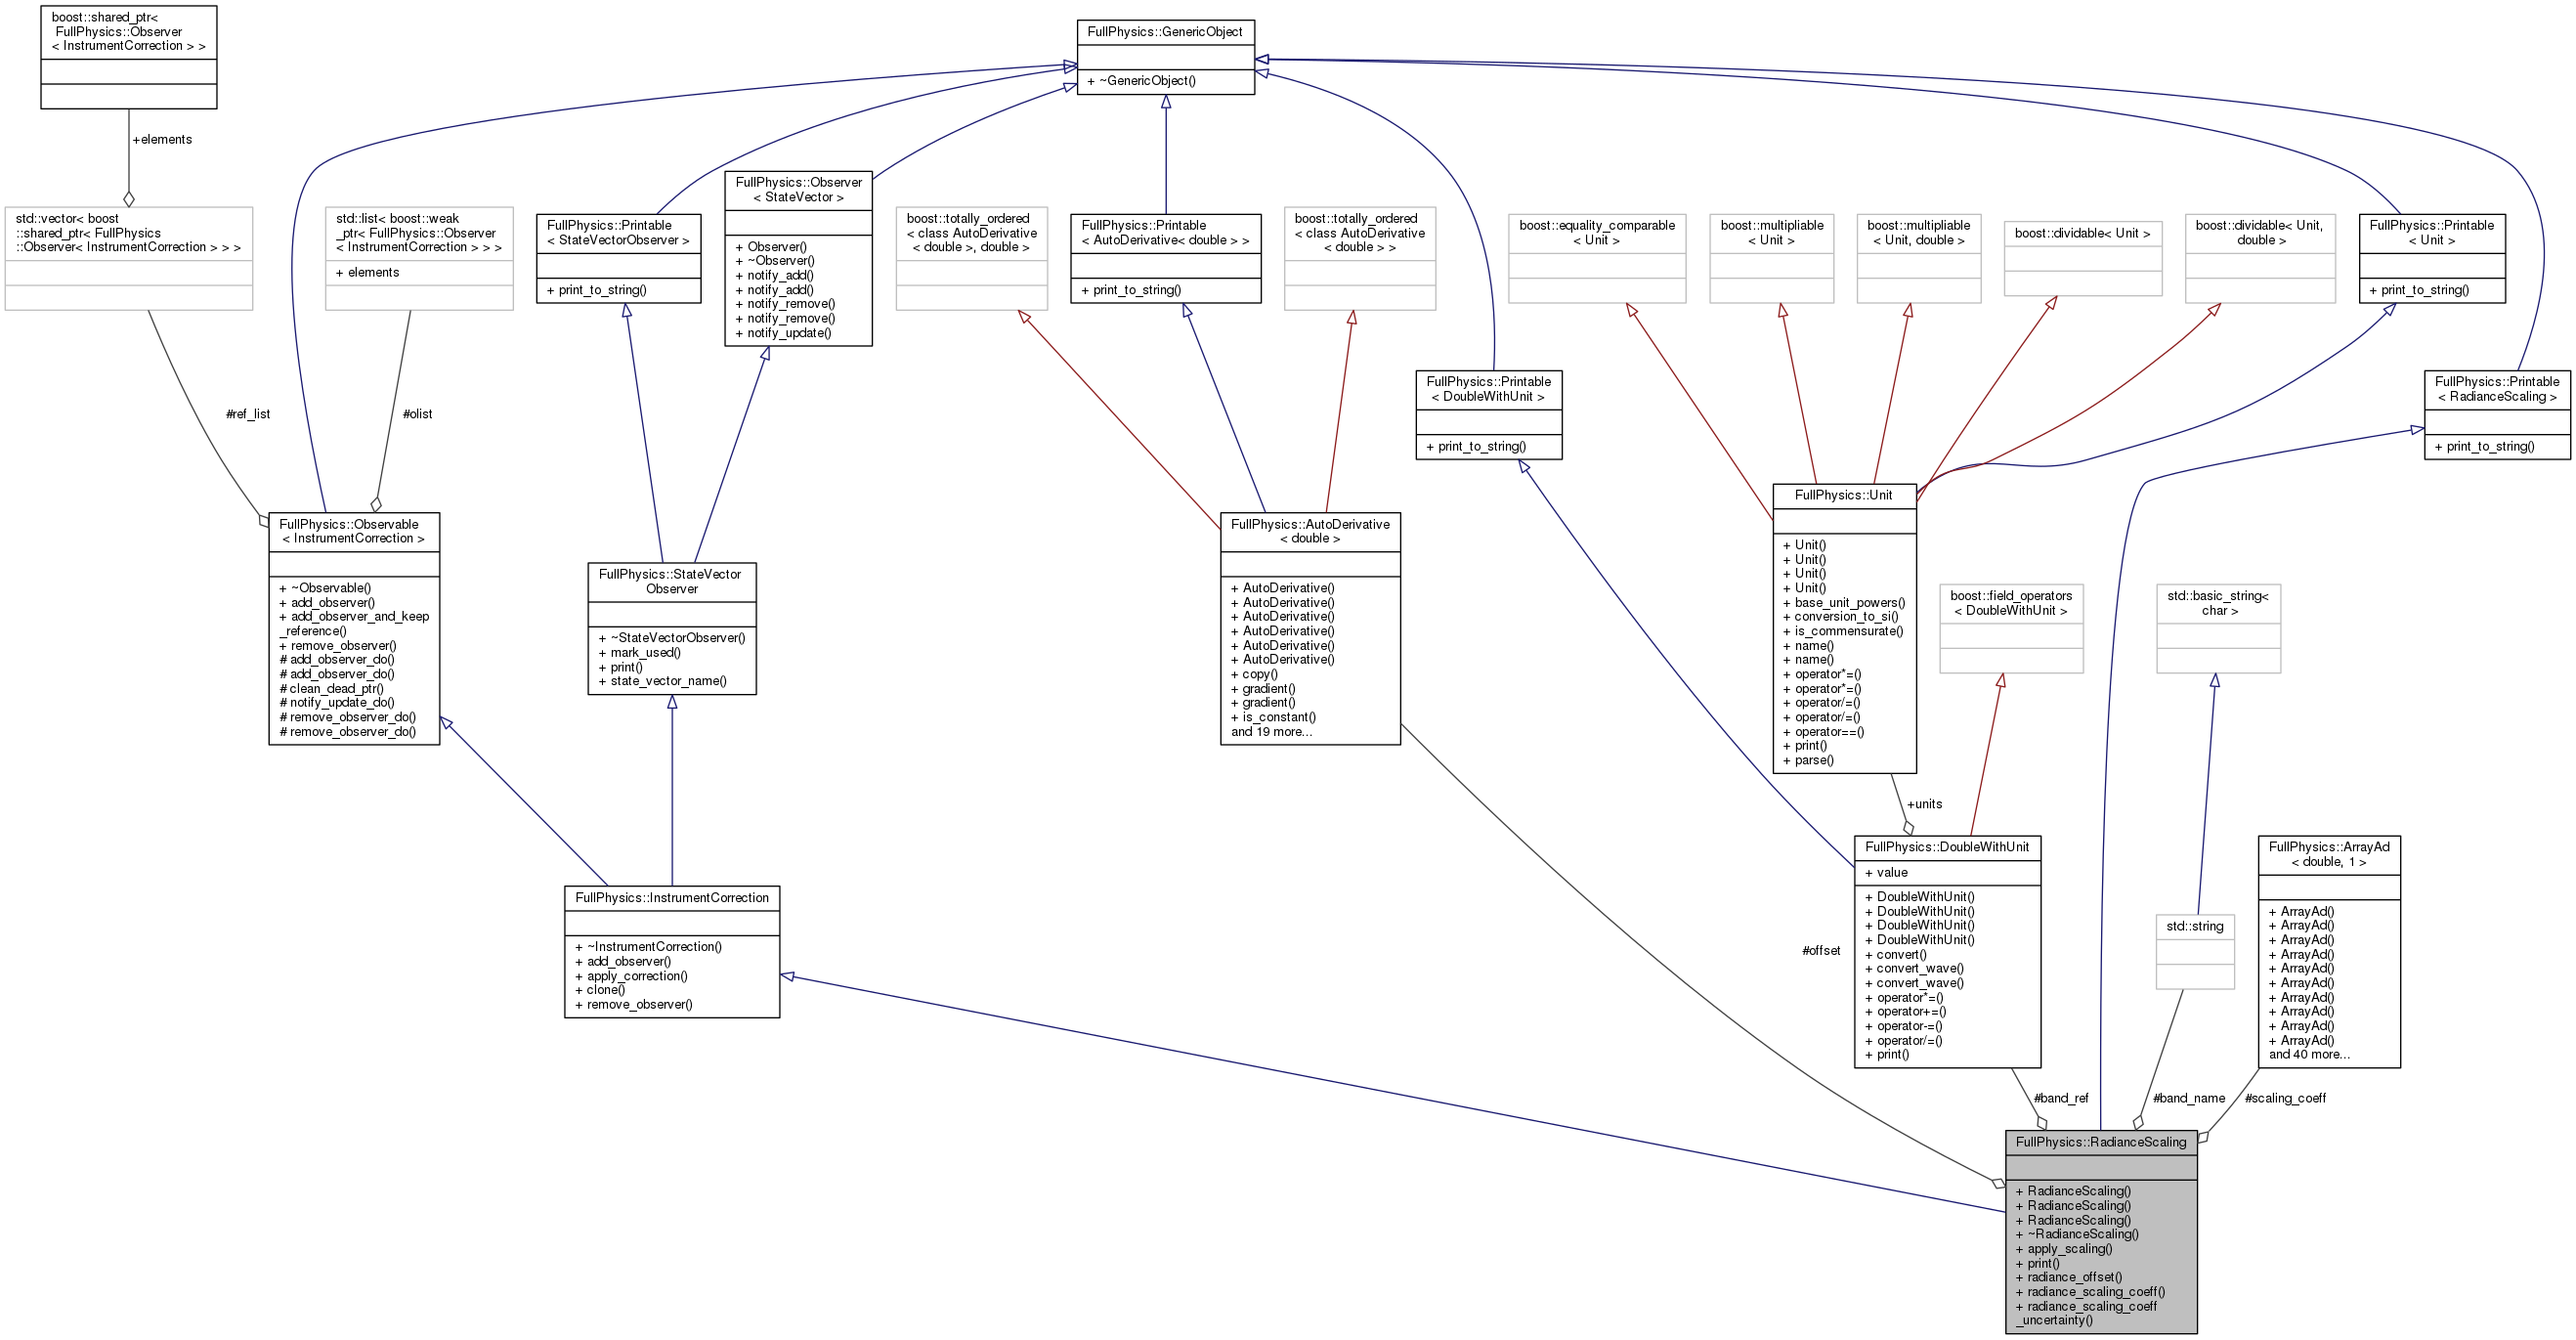 boost::shared_ptr<
FullPhysics::Observer
< InstrumentCorrection > >
FullPhysics::GenericObject
+ ~GenericObject()
+elements
FullPhysics::Observer
< StateVector >
+ Observer()
+ ~Observer()
+ notify_add()
+ notify_add()
+ notify_remove()
+ notify_remove()
+ notify_update()
std::vector< boost
::shared_ptr< FullPhysics
::Observer< InstrumentCorrection > > >
std::list< boost::weak
_ptr< FullPhysics::Observer
< InstrumentCorrection > > >
+ elements
FullPhysics::Printable
< StateVectorObserver >
+ print_to_string()
boost::totally_ordered
< class AutoDerivative
< double >, double >
FullPhysics::Printable
< AutoDerivative< double > >
+ print_to_string()
boost::totally_ordered
< class AutoDerivative
< double > >
boost::equality_comparable
< Unit >
boost::multipliable
< Unit >
boost::multipliable
< Unit, double >
boost::dividable< Unit >
boost::dividable< Unit,
double >
FullPhysics::Printable
< Unit >
+ print_to_string()
FullPhysics::Printable
< DoubleWithUnit >
+ print_to_string()
FullPhysics::Printable
< RadianceScaling >
+ print_to_string()
#ref_list
#olist
FullPhysics::Observable
< InstrumentCorrection >
+ ~Observable()
+ add_observer()
+ add_observer_and_keep
_reference()
+ remove_observer()
# add_observer_do()
# add_observer_do()
# clean_dead_ptr()
# notify_update_do()
# remove_observer_do()
# remove_observer_do()
FullPhysics::StateVector
Observer
+ ~StateVectorObserver()
+ mark_used()
+ print()
+ state_vector_name()
FullPhysics::AutoDerivative
< double >
+ AutoDerivative()
+ AutoDerivative()
+ AutoDerivative()
+ AutoDerivative()
+ AutoDerivative()
+ AutoDerivative()
+ copy()
+ gradient()
+ gradient()
+ is_constant()
and 19 more...
FullPhysics::Unit
+ Unit()
+ Unit()
+ Unit()
+ Unit()
+ base_unit_powers()
+ conversion_to_si()
+ is_commensurate()
+ name()
+ name()
+ operator*=()
+ operator*=()
+ operator/=()
+ operator/=()
+ operator==()
+ print()
+ parse()
boost::field_operators
< DoubleWithUnit >
std::basic_string<
char >
+units
FullPhysics::InstrumentCorrection
+ ~InstrumentCorrection()
+ add_observer()
+ apply_correction()
+ clone()
+ remove_observer()
#offset
FullPhysics::DoubleWithUnit
+ value
+ DoubleWithUnit()
+ DoubleWithUnit()
+ DoubleWithUnit()
+ DoubleWithUnit()
+ convert()
+ convert_wave()
+ convert_wave()
+ operator*=()
+ operator+=()
+ operator-=()
+ operator/=()
+ print()
std::string
FullPhysics::ArrayAd
< double, 1 >
+ ArrayAd()
+ ArrayAd()
+ ArrayAd()
+ ArrayAd()
+ ArrayAd()
+ ArrayAd()
+ ArrayAd()
+ ArrayAd()
+ ArrayAd()
+ ArrayAd()
and 40 more...
#band_ref
#band_name
#scaling_coeff
FullPhysics::RadianceScaling
+ RadianceScaling()
+ RadianceScaling()
+ RadianceScaling()
+ ~RadianceScaling()
+ apply_scaling()
+ print()
+ radiance_offset()
+ radiance_scaling_coeff()
+ radiance_scaling_coeff
_uncertainty()